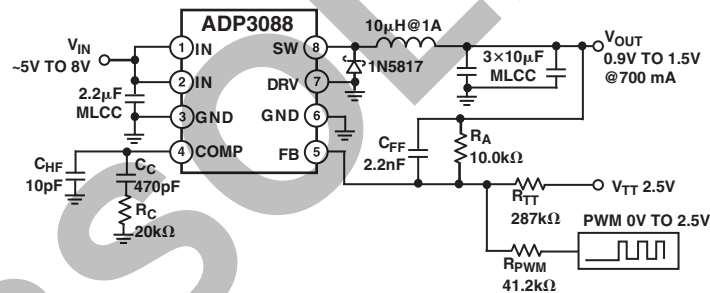 ADP3088
VIN
~5V TO 8V
2.2μF
MLCC
1 IN
2 IN
3 GND
4 COMP
SW 8
DRV 7
GND 6
FB 5
10μH@1A
1N5817
3×10μF
MLCC
VOUT
0.9V TO 1.5V
@700 mA
CHF
10pF
CC
470pF
RC
20kΩ
CFF
2.2nF
RA
10.0kΩ
RTT
287kΩ
VTT 2.5V
PWM 0V TO 2.5V
RPWM
41.2kΩ
SOL